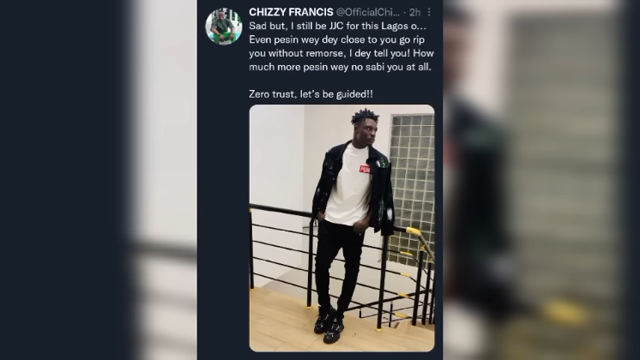 CHIZZY FRANCIS @OfficialChi... · 2h
Sad but, I still be JJC for this Lagos o...
Even pesin wey dey close to you go rip
you without remorse, I dey tell you! How
much more pesin wey no sabi you at all.
Zero trust, let's be guided!!